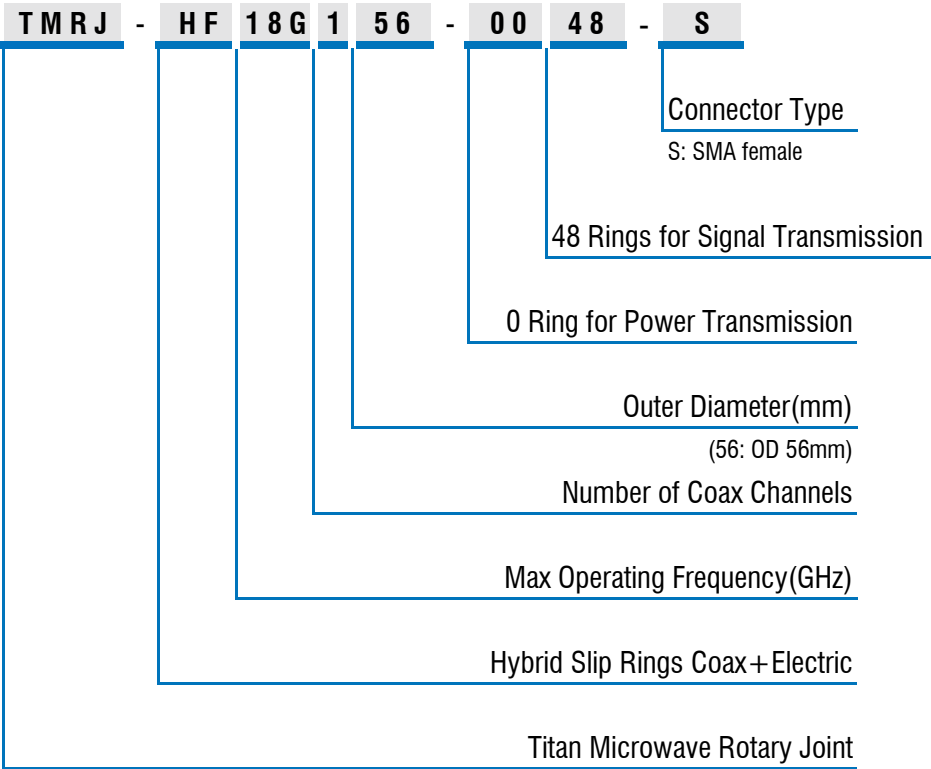 TMRJ - HF 18G 1 56 - 00 48 - S
Connector Type
S: SMA female
48 Rings for Signal Transmission
0 Ring for Power Transmission
Outer Diameter(mm)
(56: OD 56mm)
Number of Coax Channels
Max Operating Frequency(GHz)
Hybrid Slip Rings Coax+Electric
Titan Microwave Rotary Joint